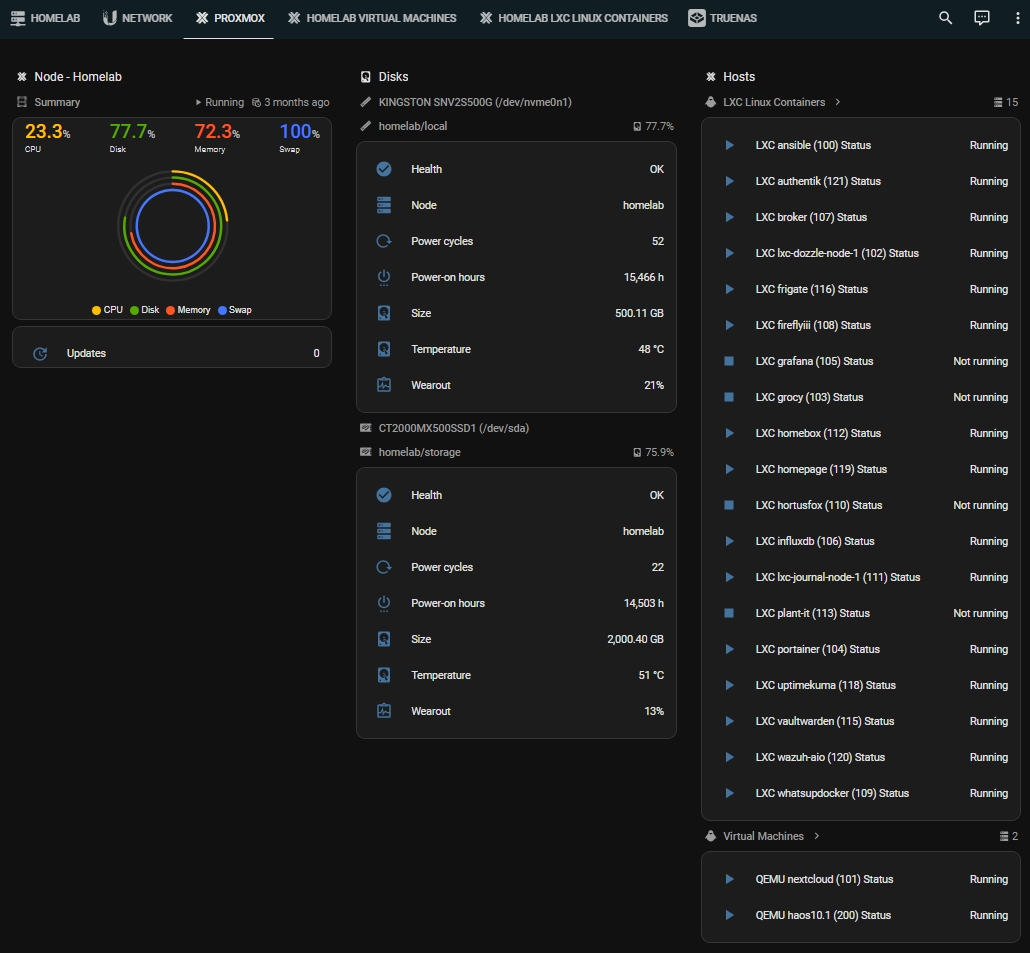 HOMELAB NETWORK PROXMOX HOMELAB VIRTUAL MACHINES HOMELAB LXC LINUX CONTAINERS TRUENAS
Node - Homelab
Summary Running 3 months ago
23.3% 77.7% 72.3% 100%
CPU Disk Memory Swap
CPU Disk Memory Swap
Updates 0
Disks
KINGSTON SNV2S500G (/dev/nvme0n1)
homelab/local 77.7%
Health OK
Node homelab
Power cycles 52
Power-on hours 15,466 h
Size 500.11 GB
Temperature 48 °C
Wearout 21%
CT2000MX500SSD1 (/dev/sda)
homelab/storage 75.9%
Health OK
Node homelab
Power cycles 22
Power-on hours 14,503 h
Size 2,000.40 GB
Temperature 51 °C
Wearout 13%
Hosts
LXC Linux Containers 15
LXC ansible (100) Status Running
LXC authentik (121) Status Running
LXC broker (107) Status Running
LXC lxc-dozzle-node-1 (102) Status Running
LXC frigate (116) Status Running
LXC fireflyiii (108) Status Running
LXC grafana (105) Status Not running
LXC grocy (103) Status Not running
LXC homebox (112) Status Running
LXC homepage (119) Status Running
LXC hortusfox (110) Status Not running
LXC influxdb (106) Status Running
LXC lxc-journal-node-1 (111) Status Running
LXC plant-it (113) Status Not running
LXC portainer (104) Status Running
LXC uptimekuma (118) Status Running
LXC vaultwarden (115) Status Running
LXC wazuh-aio (120) Status Running
LXC whatsupdocker (109) Status Running
Virtual Machines 2
QEMU nextcloud (101) Status Running
QEMU haos10.1 (200) Status Running